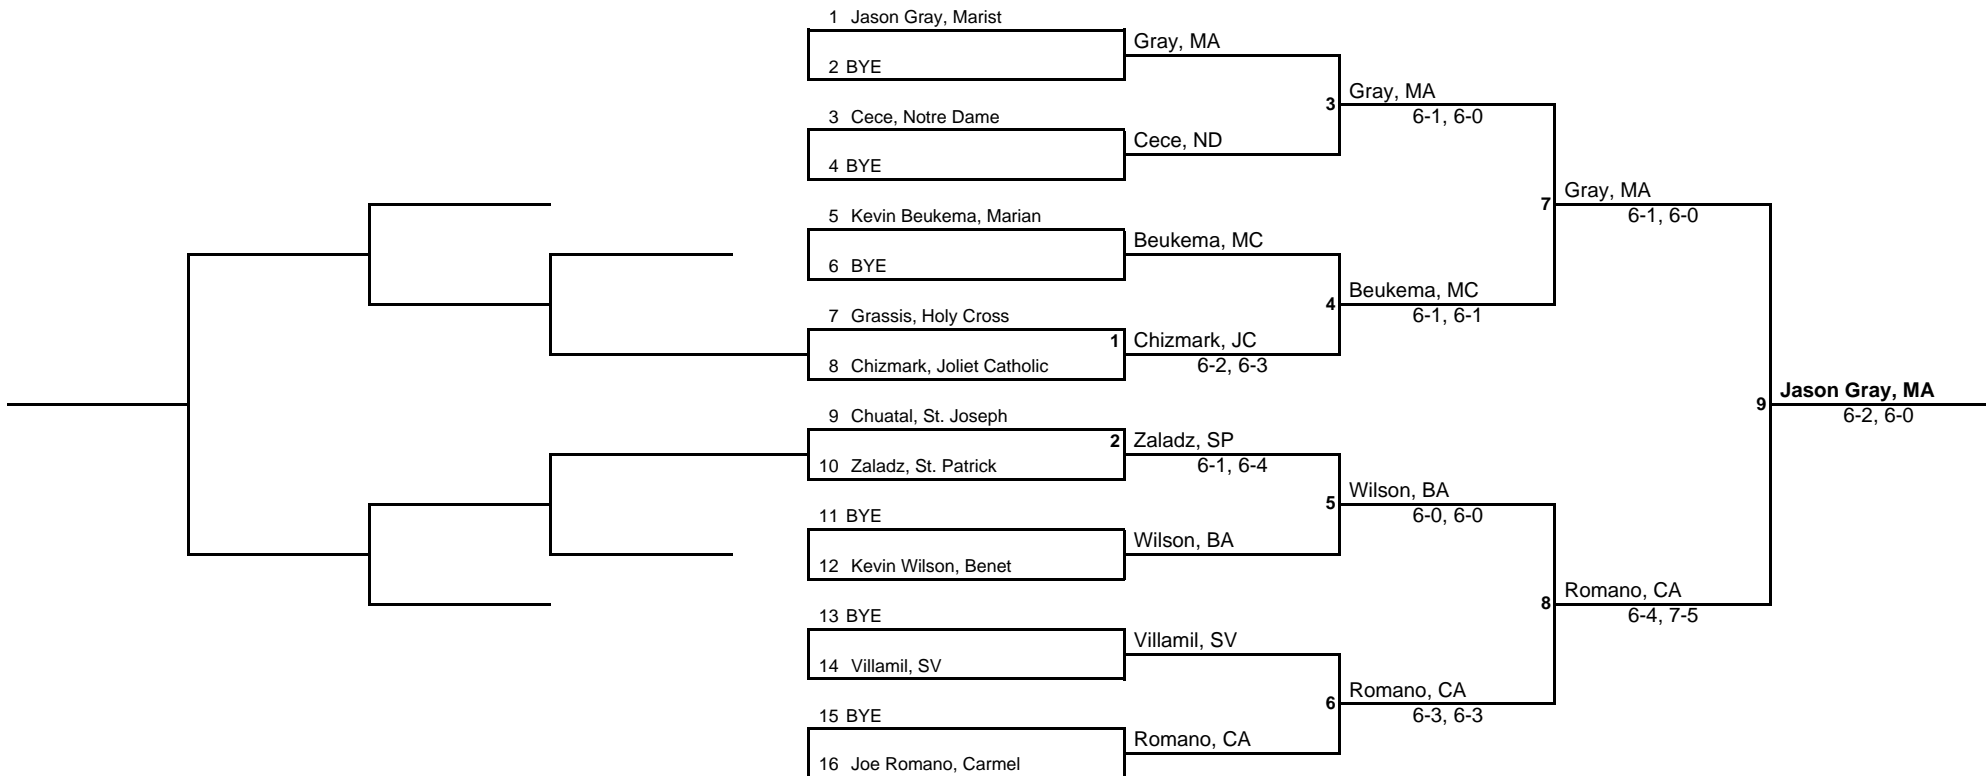 1 Jason Gray, Marist
Gray, MA
2 BYE
Gray, MA
3
6-1, 6-0
3 Cece, Notre Dame
Cece, ND
4 BYE
Gray, MA
7
6-1, 6-0
5 Kevin Beukema, Marian
Beukema, MC
6 BYE
Beukema, MC
4
6-1, 6-1
7 Grassis, Holy Cross
1
Chizmark, JC
8 Chizmark, Joliet Catholic
6-2, 6-3
Jason Gray, MA
9
6-2, 6-0
9 Chuatal, St. Joseph
2
Zaladz, SP
10 Zaladz, St. Patrick
6-1, 6-4
Wilson, BA
5
6-0, 6-0
11 BYE
Wilson, BA
12 Kevin Wilson, Benet
Romano, CA
8
6-4, 7-5
13 BYE
Villamil, SV
14 Villamil, SV
Romano, CA
6
6-3, 6-3
15 BYE
Romano, CA
16 Joe Romano, Carmel